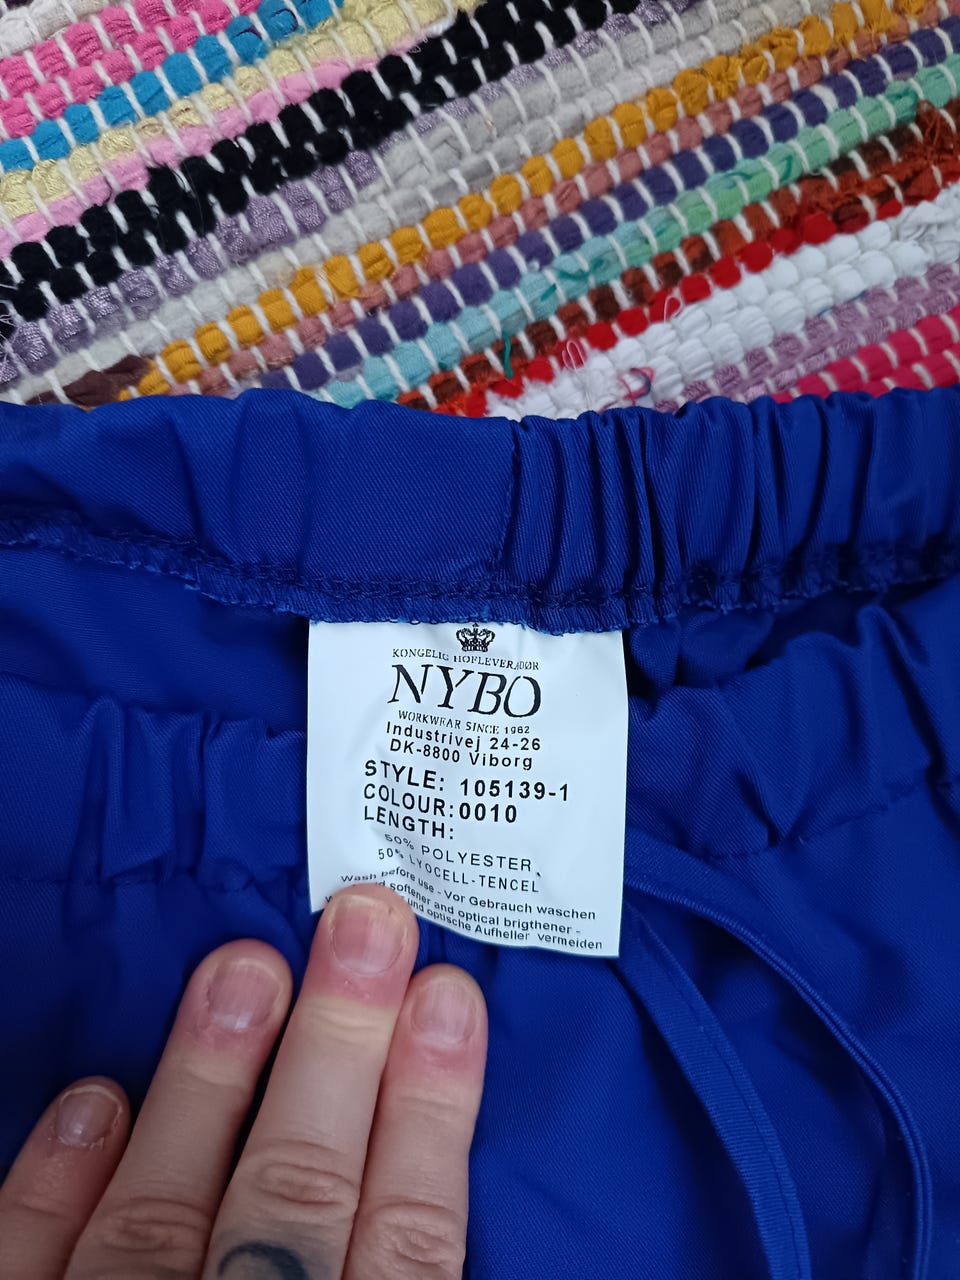 KONGELIG HOFLEVERANDØR
NYBO
WORKWEAR SINCE 1982
Industrivej 24-26
DK-8800 Viborg
STYLE: 105139-1
COLOUR: 0010
LENGTH:
50% POLYESTER,
50% LYOCELL-TENCEL
Wash before use - Vor Gebrauch waschen
softener and optical brigthener -
und optische Aufheller vermeiden